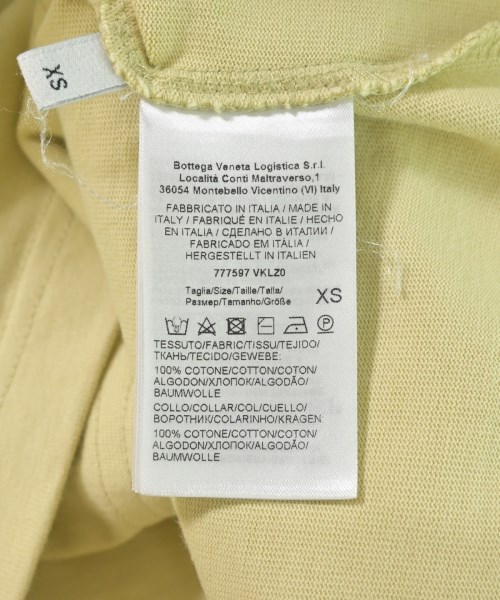 XS
Bottega Veneta Logistica S.r.l.
Località Conti Maltraverso,1
36054 Montebello Vicentino (VI) Italy
FABBRICATO IN ITALIA / MADE IN
ITALY / FABRIQUÉ EN ITALIE / HECHO
EN ITALIA / СДЕЛАНО В ИТАЛИИ /
FABRICADO EM ITÀLIA /
HERGESTELLT IN ITALIEN
777597 VKLZ0
Taglia/Size/Taille/Talla/
Размер/Tamanho/Größe XS
P
TESSUTO/FABRIC/TISSU/TEJIDO/
ТКАНЬ/TECIDO/GEWEBE:
100% COTONE/COTTON/COTON/
ALGODON/ХЛОПОК/ALGODÃO/
BAUMWOLLE
COLLO/COLLAR/COL/CUELLO/
ВОРОТНИК/COLARINHO/KRAGEN:
100% COTONE/COTTON/COTON/
ALGODON/ХЛОПОК/ALGODÃO/
BAUMWOLLE